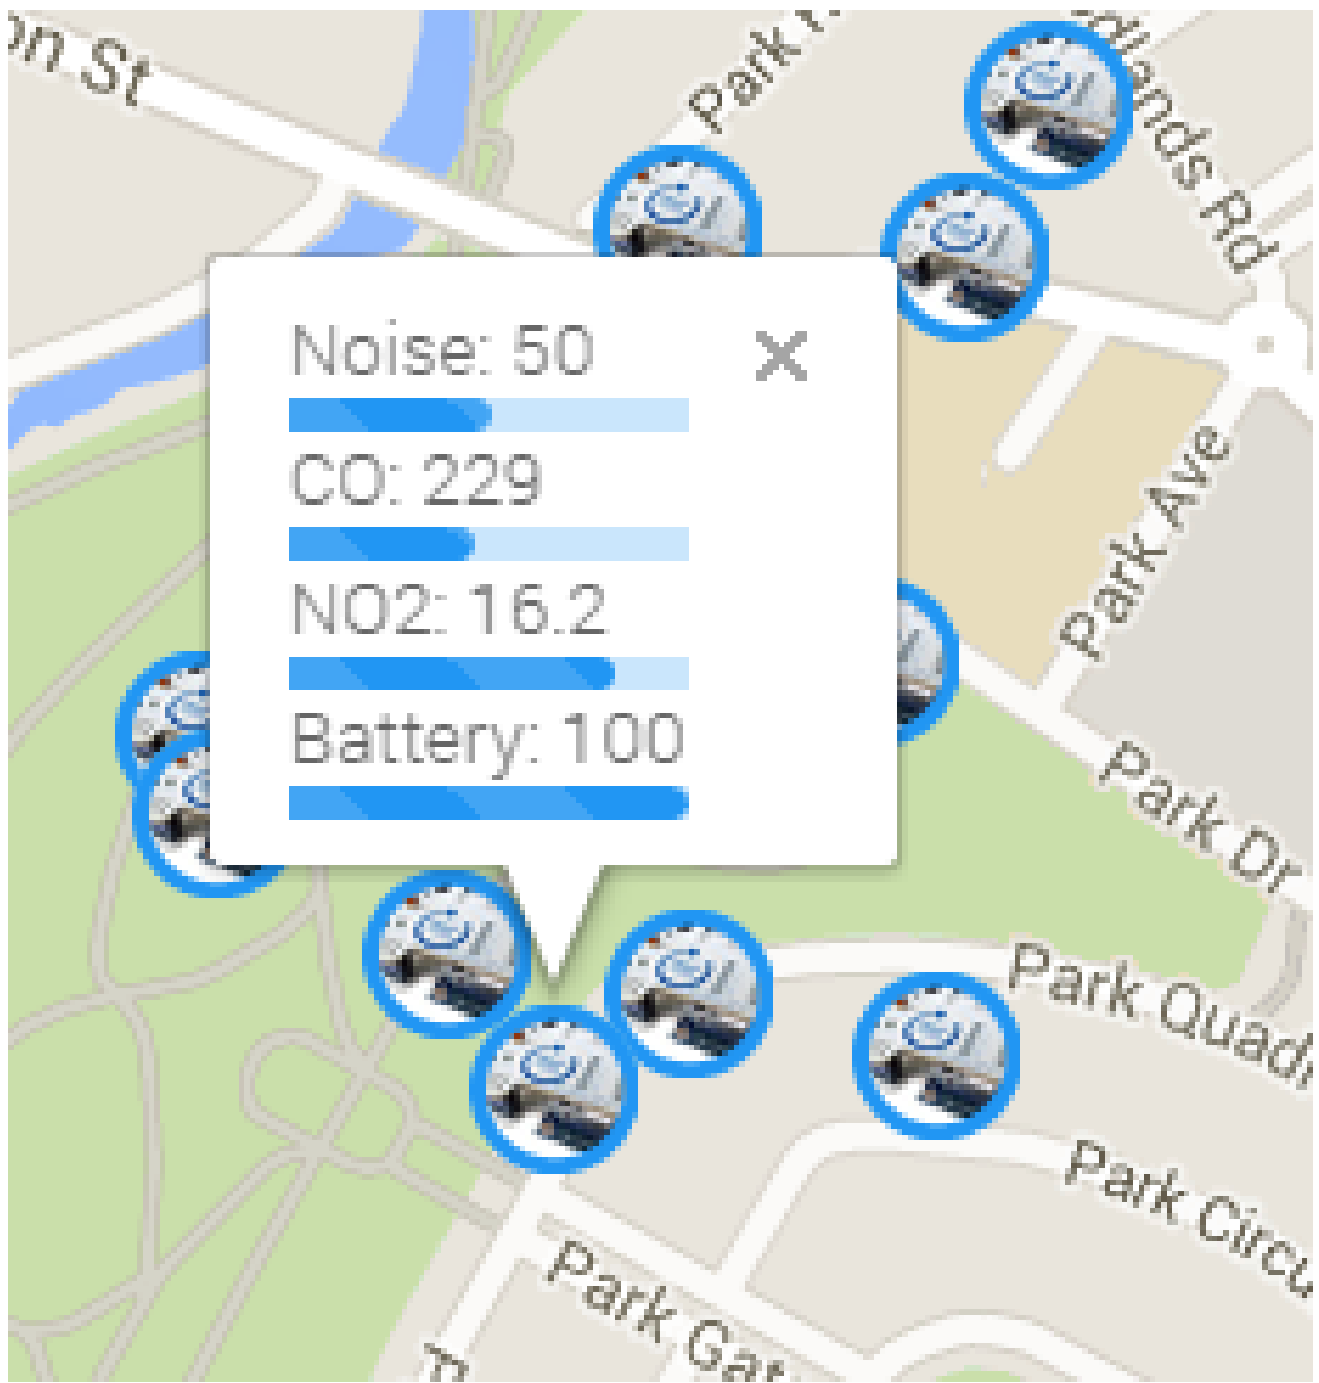 on St
Park
dlands Rd
Noise: 50
CO: 229
NO2: 16.2
Battery: 100
Park Ave
Park Dr
Park Quad
Park Circu
Park Gat